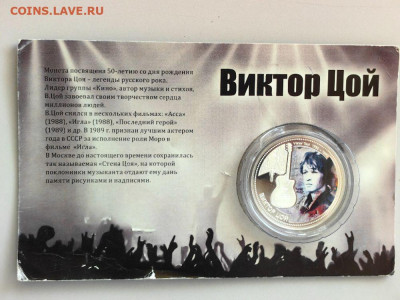 COINS.LAVE.RU
Монета посвящена 50-летию со дня рождения
Виктора Цоя – легенды русского рока.
Лидер группы «Кино», автор музыки и стихов,
В.Цой завоевал своим творчеством сердца
миллионов людей.
В.Цой снялся в нескольких фильмах: «Асса»
(1988), «Игла» (1988), «Последний герой»
(1989) и др. В 1989 г. признан лучшим актером
года в СССР за исполнение роли Моро в
фильме «Игла».
В Москве до настоящего времени сохранилась
так называемая «Стена Цоя», на которой
поклонники музыканта отдают ему дань
памяти рисунками и надписями.
Виктор Цой
ВИКТОР ЦОЙ